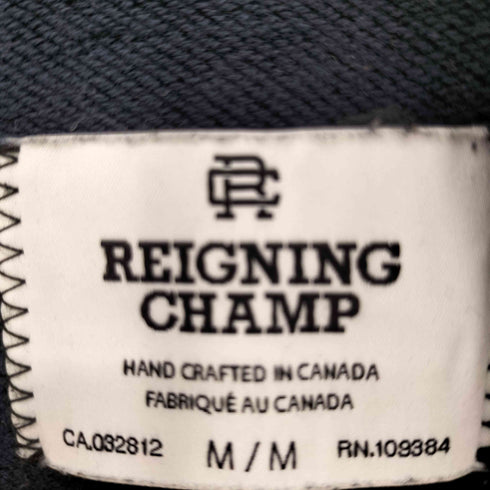 RC
REIGNING
CHAMP
HAND CRAFTED IN CANADA
FABRIQUÉ AU CANADA
CA.032812 M / M RN.109384